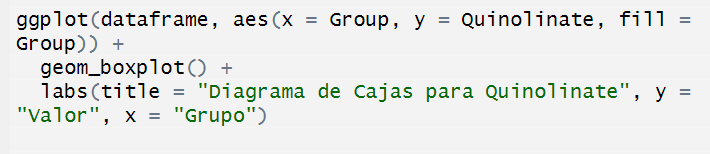 ggplot(dataframe, aes(x = Group, y = Quinolinate, fill =
Group)) +
  geom_boxplot() +
  labs(title = "Diagrama de Cajas para Quinolinate", y =
"Valor", x = "Grupo")